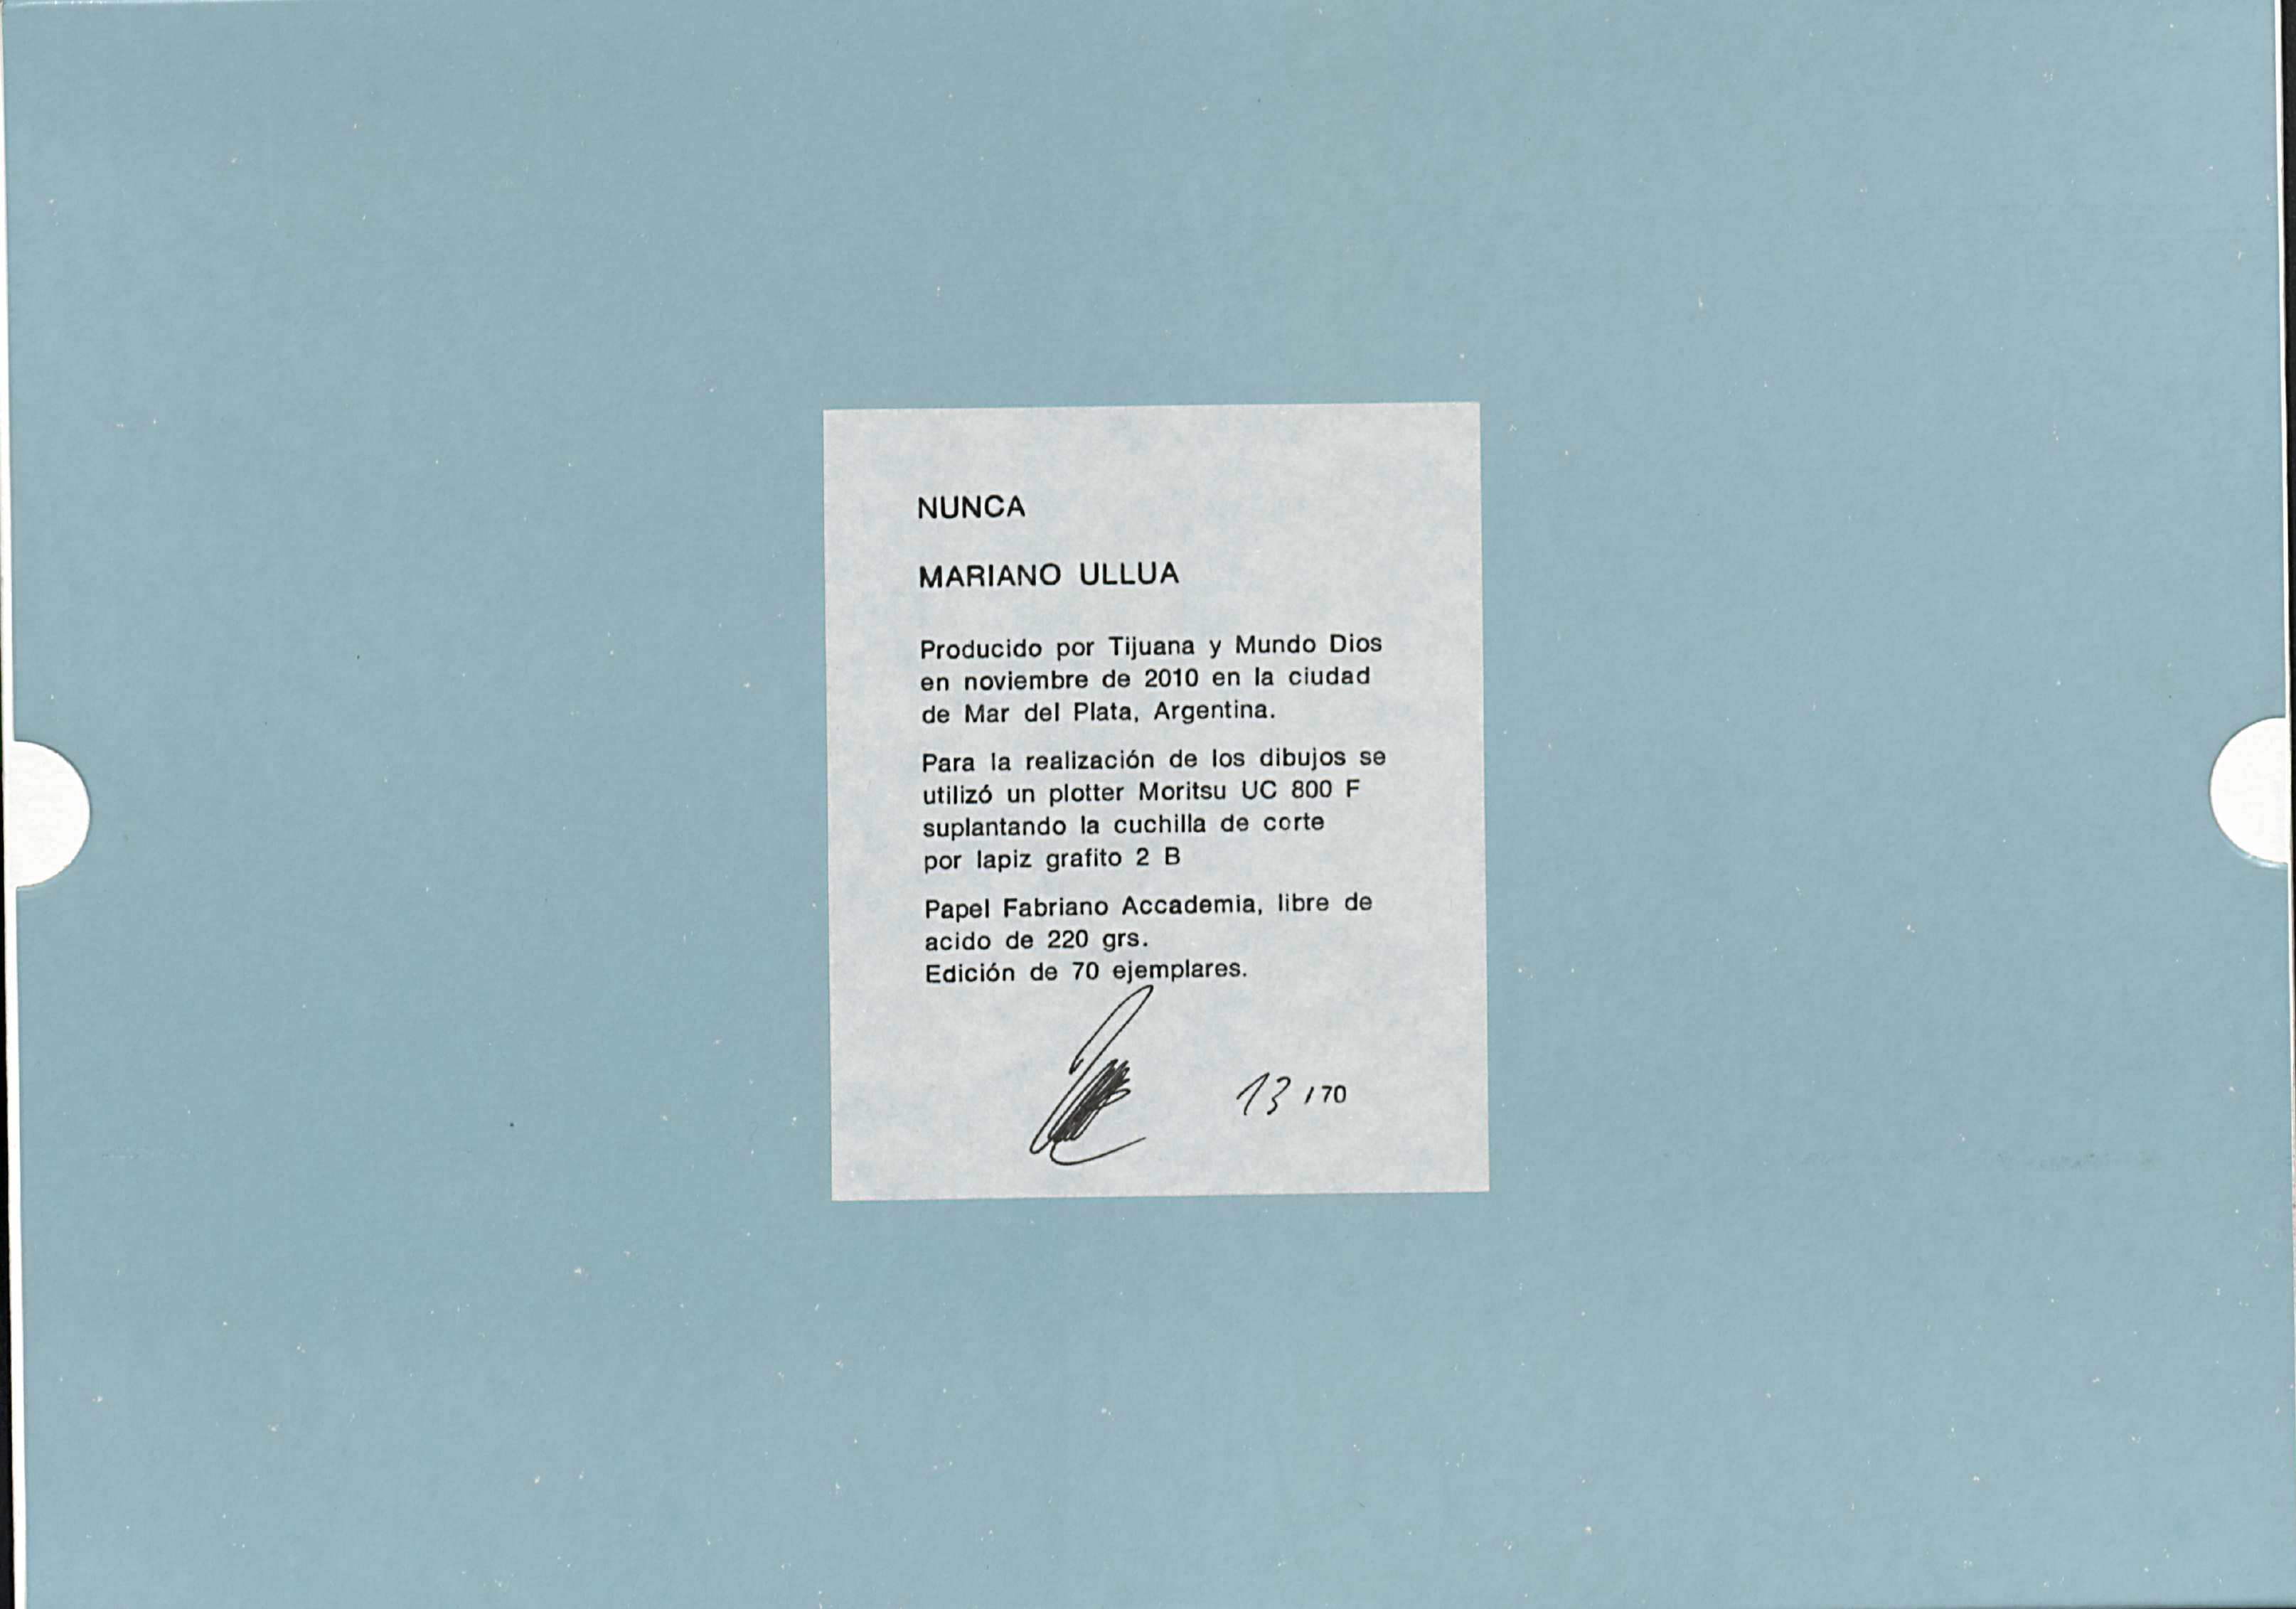 NUNCA
MARIANO ULLUA
Producido por Tijuana y Mundo Dios
en noviembre de 2010 en la ciudad
de Mar del Plata, Argentina.
Para la realización de los dibujos se
utilizó un plotter Moritsu UC 800 F
suplantando la cuchilla de corte
por lapiz grafito 2 B
Papel Fabriano Accademia, libre de
acido de 220 grs.
Edición de 70 ejemplares.
13 /70